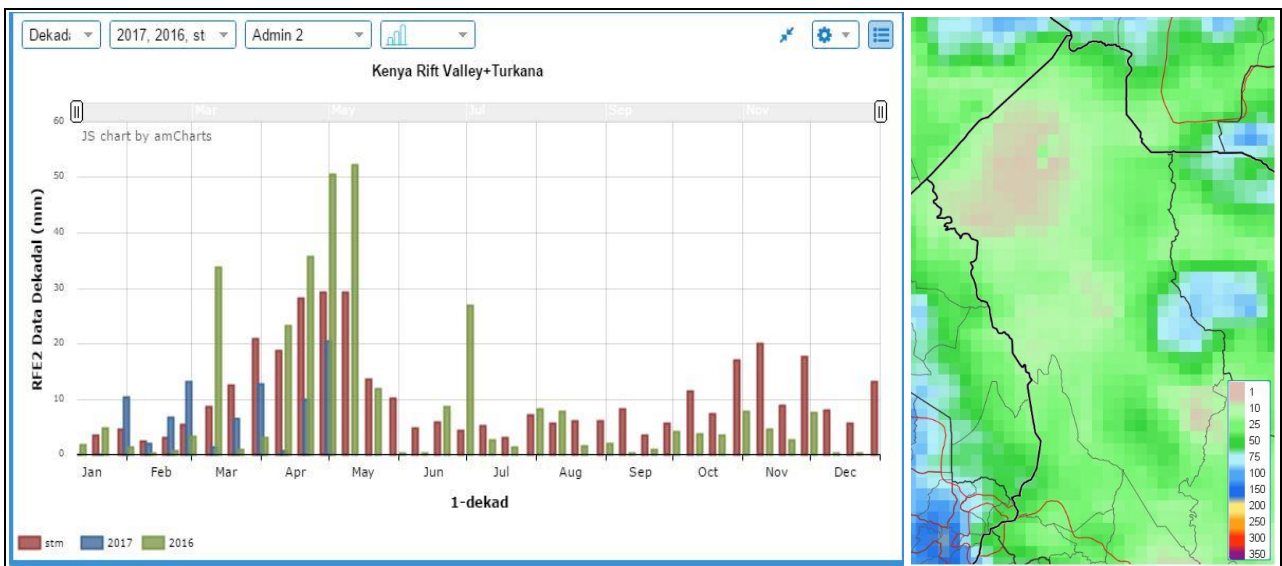 Dekad
2017, 2016, st
Admin 2
Kenya Rift Valley+Turkana
Mar
May
Jul
Sep
Nov
JS chart by amCharts
RFE2 Data Dekadal (mm)
60
50
40
30
20
10
0
Jan Feb Mar Apr May Jun Jul Aug Sep Oct Nov Dec
1-dekad
stm 2017 2016
1
10
25
50
75
100
150
200
250
300
350